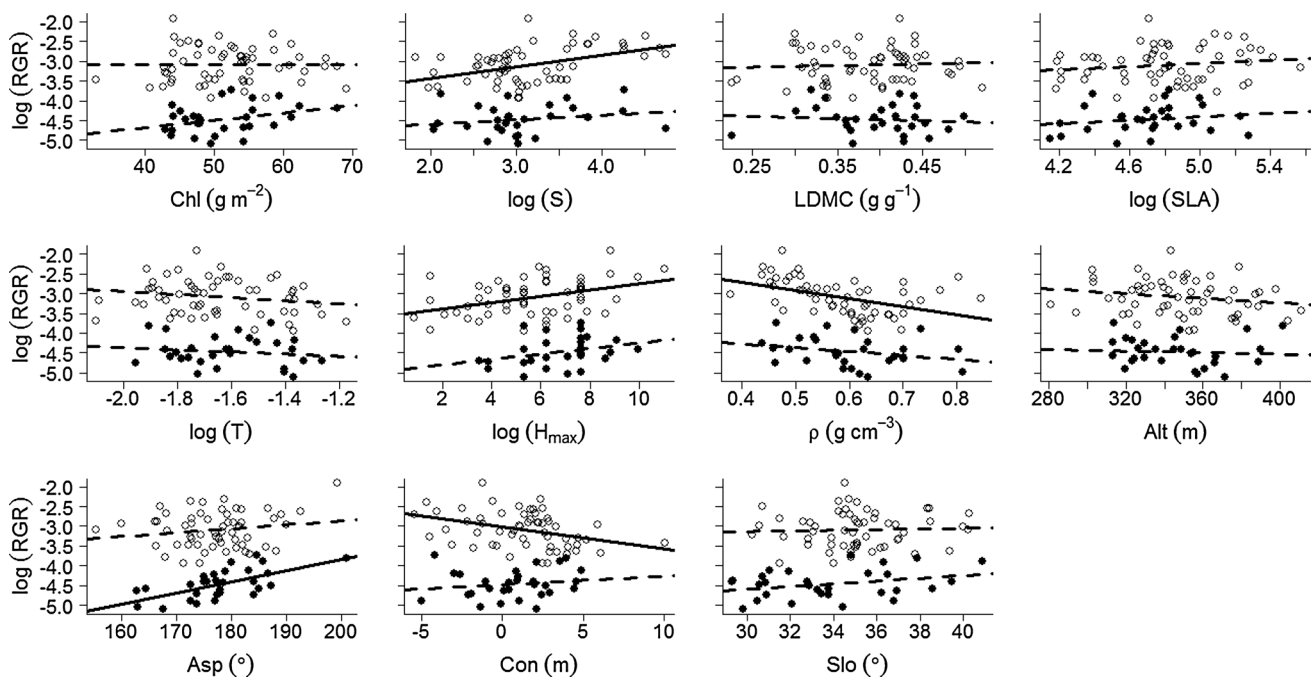 log (RGR)
-2.0
-2.5
-3.0
-3.5
-4.0
-4.5
-5.0
40 50 60 70
Chl (g m⁻²)
2.0 3.0 4.0
log (S)
0.25 0.35 0.45
LDMC (g g⁻¹)
4.2 4.6 5.0 5.4
log (SLA)
log (RGR)
-2.0
-2.5
-3.0
-3.5
-4.0
-4.5
-5.0
-2.0 -1.8 -1.6 -1.4 -1.2
log (T)
0 2 4 6 8 10
log (Hmax)
0.4 0.5 0.6 0.7 0.8
ρ (g cm⁻³)
280 320 360 400
Alt (m)
log (RGR)
-2.0
-2.5
-3.0
-3.5
-4.0
-4.5
-5.0
160 170 180 190 200
Asp (°)
-5 0 5 10
Con (m)
30 32 34 36 38 40
Slo (°)